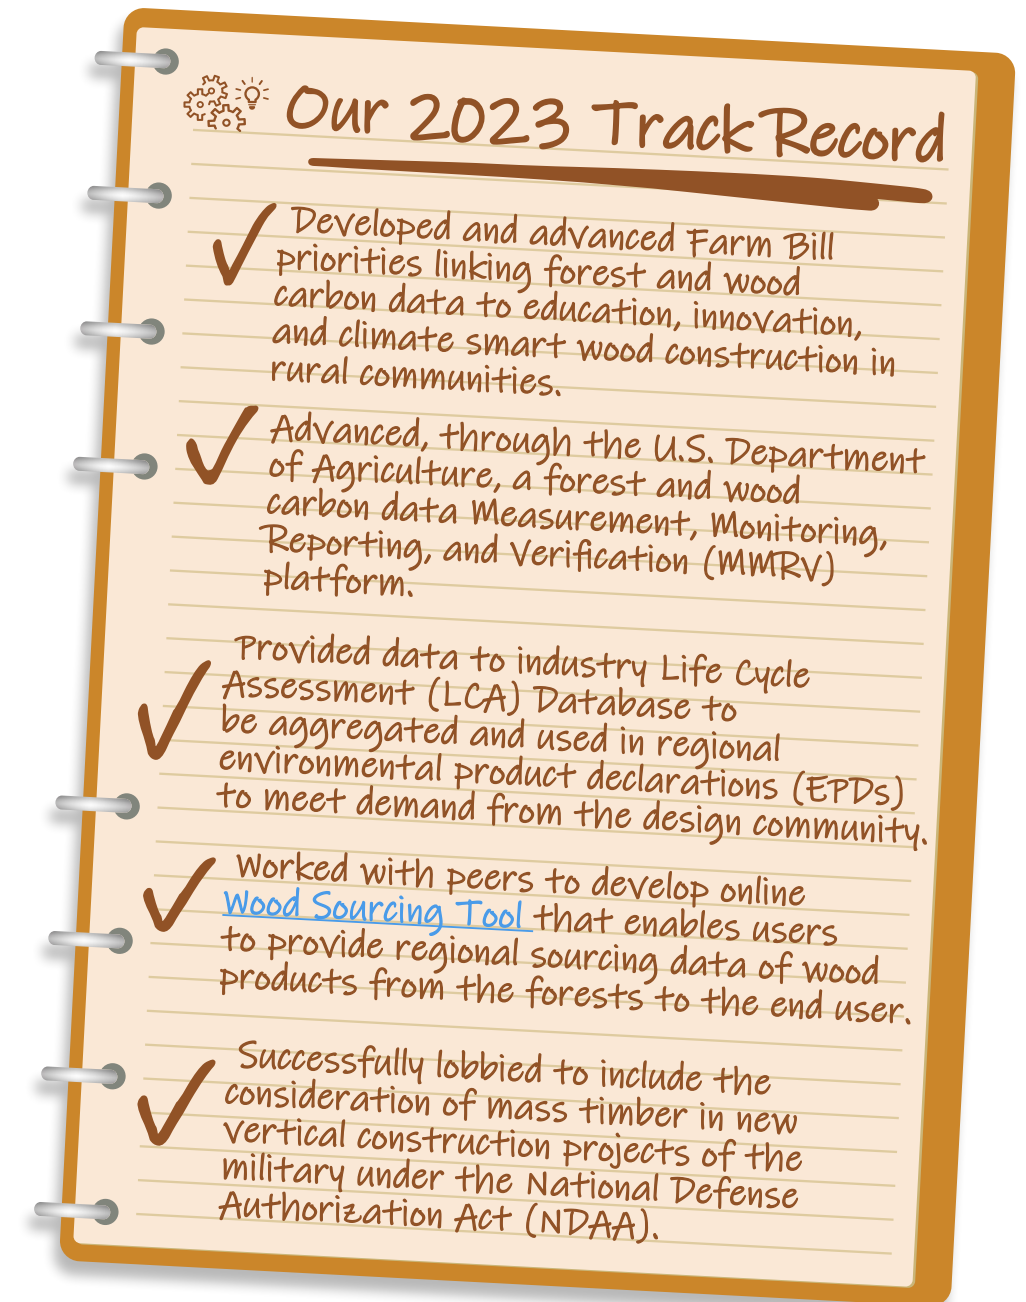 Our 2023 Track Record
Developed and advanced Farm Bill
priorities linking forest and wood
carbon data to education, innovation,
and climate smart wood construction in
rural communities.
Advanced, through the U.S. Department
of Agriculture, a forest and wood
carbon data Measurement, Monitoring,
Reporting, and Verification (MMRV)
platform.
Provided data to industry Life Cycle
Assessment (LCA) Database to
be aggregated and used in regional
environmental product declarations (EPDs)
to meet demand from the design community.
Worked with peers to develop online
Wood Sourcing Tool that enables users
to provide regional sourcing data of wood
products from the forests to the end user.
Successfully lobbied to include the
consideration of mass timber in new
vertical construction projects of the
military under the National Defense
Authorization Act (NDAA).